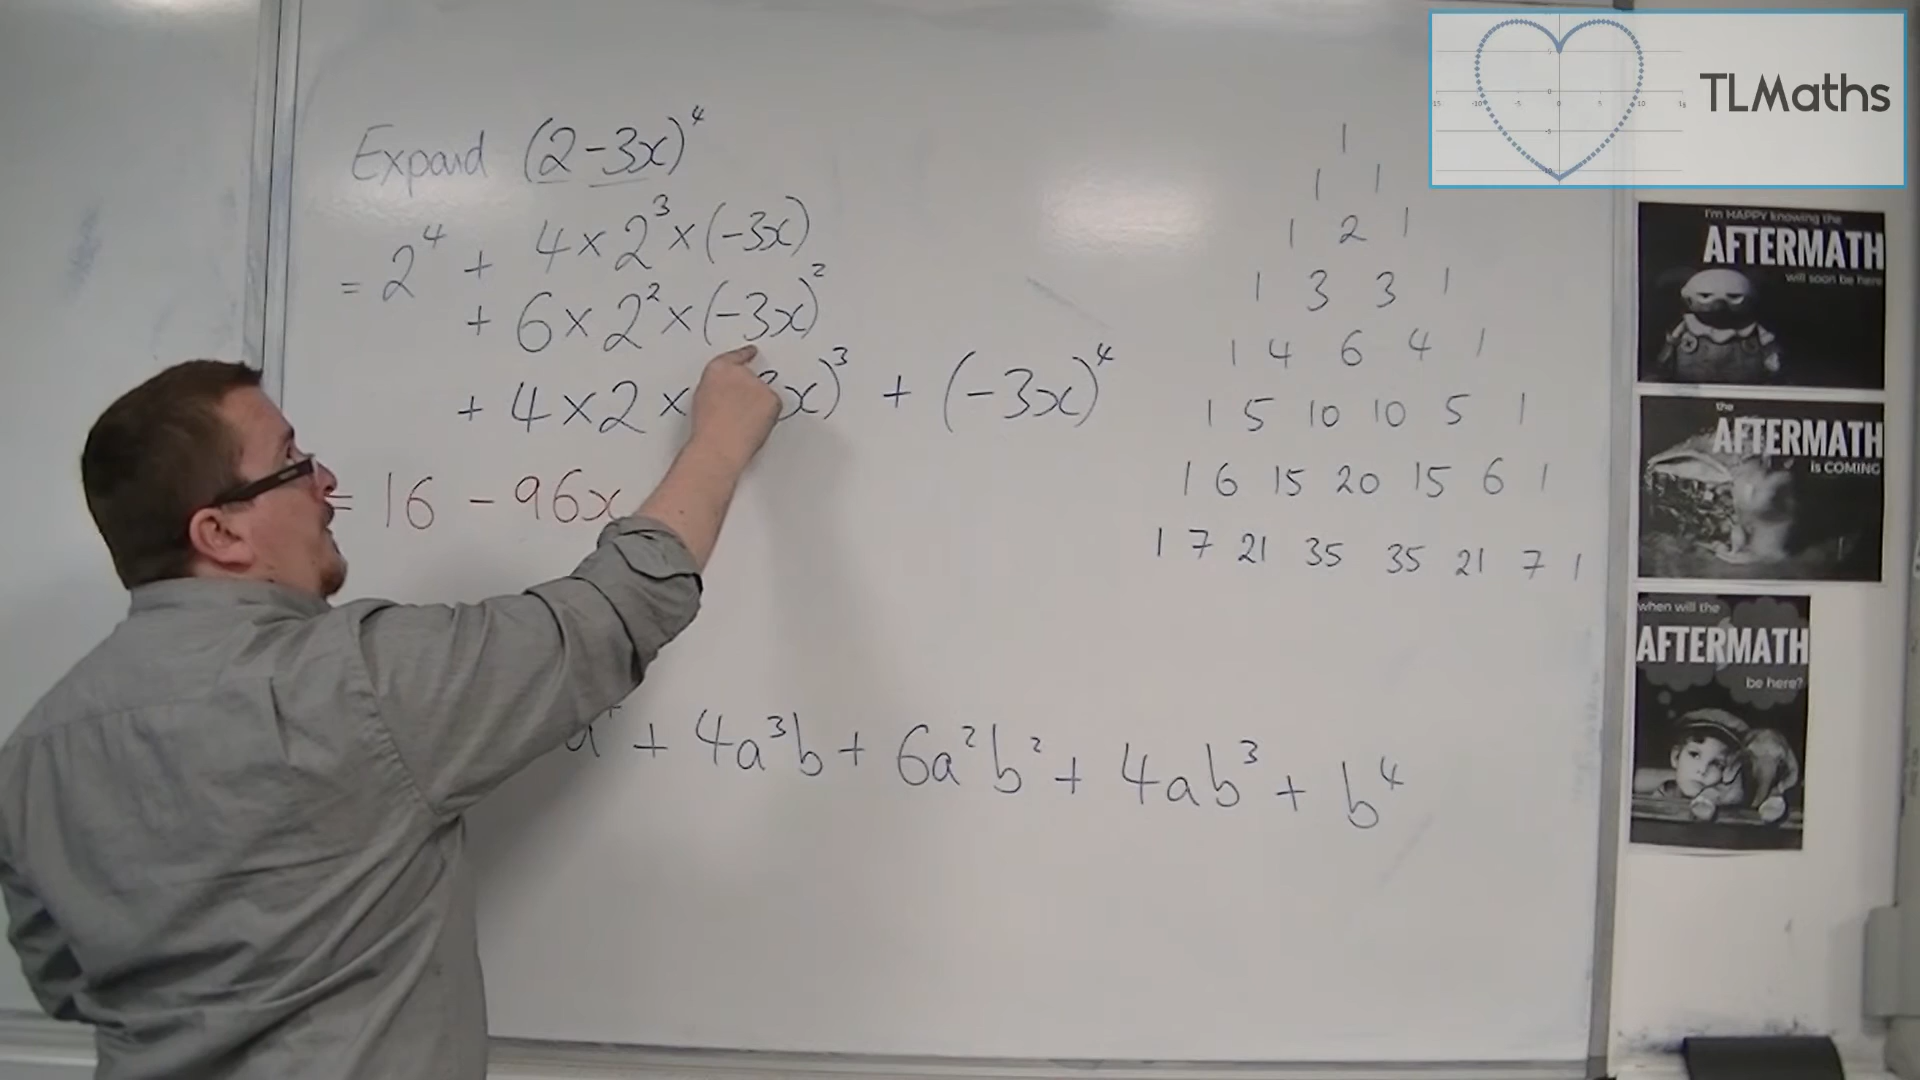 Expand (2-3x)⁴
= 2⁴ + 4×2³×(-3x)
+ 6×2²×(-3x)²
+ 4×2× 3x)³ + (-3x)⁴
= 16 - 96x
+ 4a³b + 6a²b² + 4ab³ + b⁴
1
1 1
1 2 1
1 3 3 1
1 4 6 4 1
1 5 10 10 5 1
1 6 15 20 15 6 1
1 7 21 35 35 21 7 1
TLMaths
I'm HAPPY knowing the
AFTERMATH
will soon be here
the
AFTERMATH
is COMING
when will the
AFTERMATH
be here?